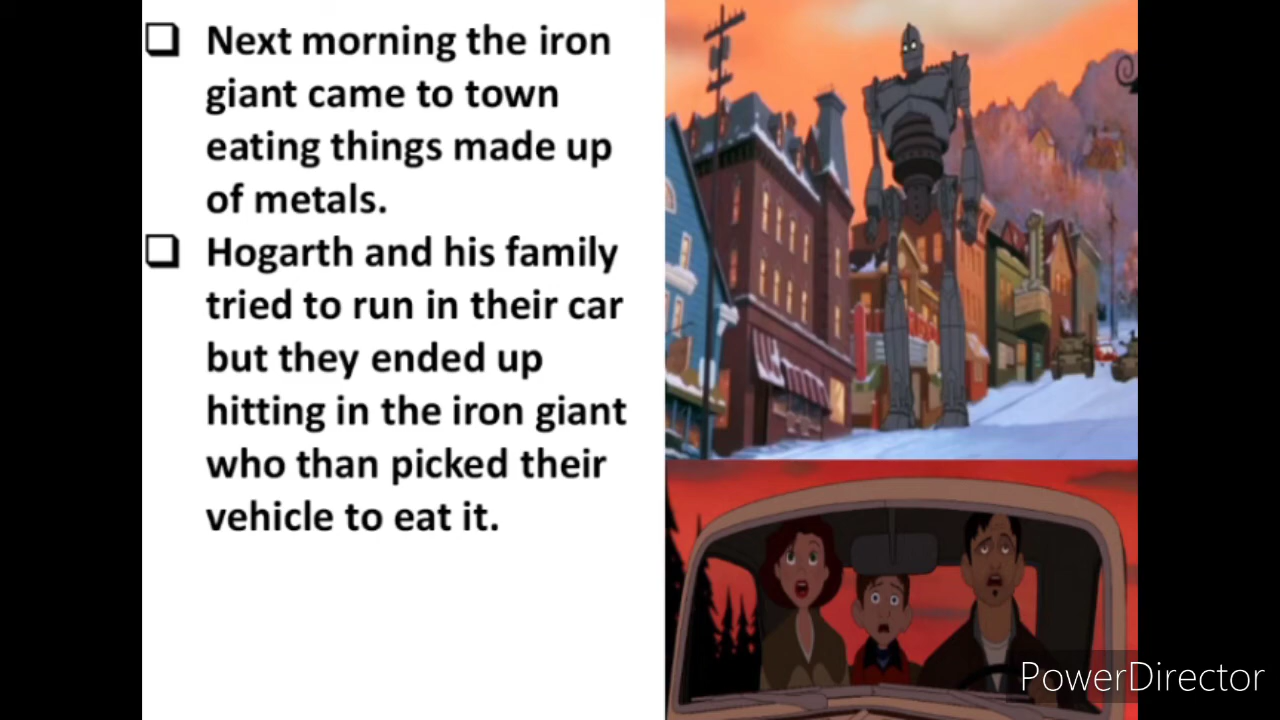 ❑ Next morning the iron
giant came to town
eating things made up
of metals.
❑ Hogarth and his family
tried to run in their car
but they ended up
hitting in the iron giant
who than picked their
vehicle to eat it.
PowerDirector